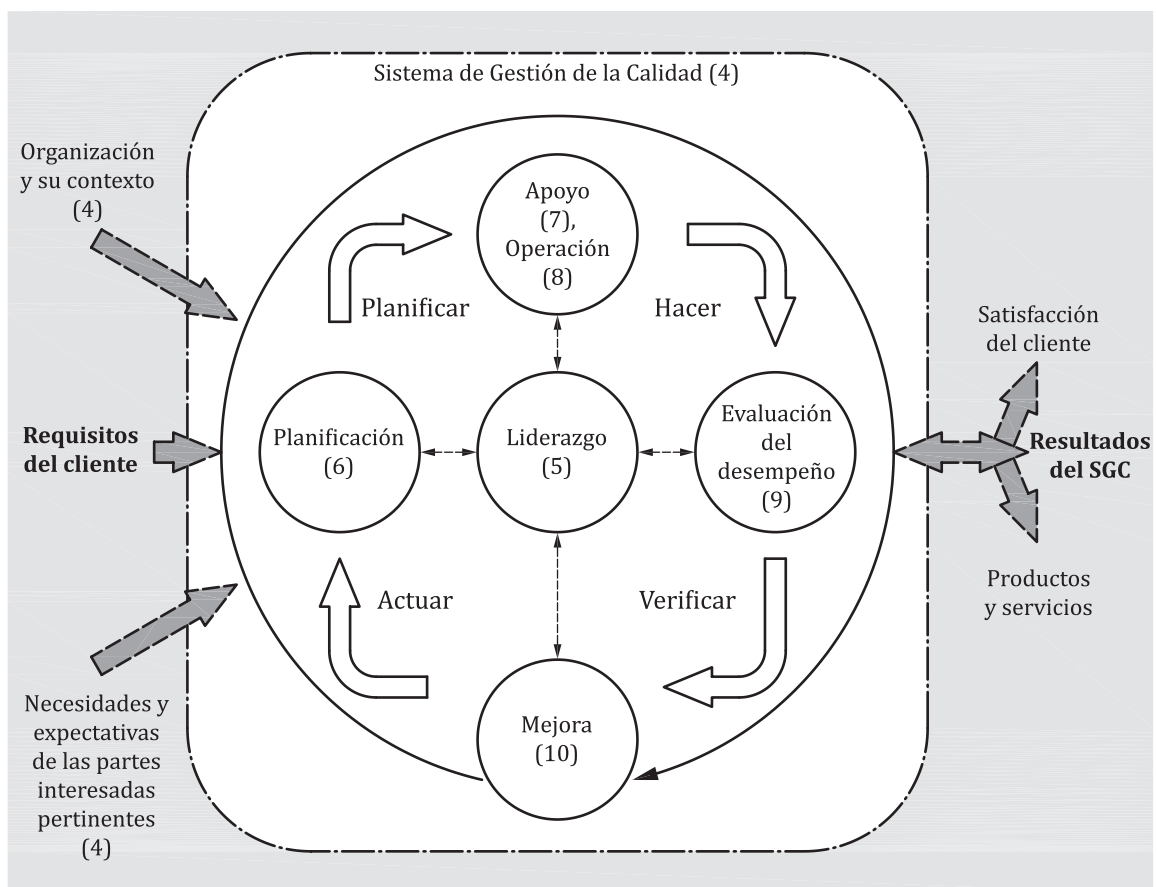 Sistema de Gestión de la Calidad (4)
Organización
y su contexto
(4)
Apoyo
(7),
Operación
(8)
Planificar
Hacer
Satisfacción
del cliente
Requisitos
del cliente
Planificación
(6)
Liderazgo
(5)
Evaluación
del
desempeño
(9)
Resultados
del SGC
Actuar
Verificar
Productos
y servicios
Necesidades y
expectativas
de las partes
interesadas
pertinentes
(4)
Mejora
(10)